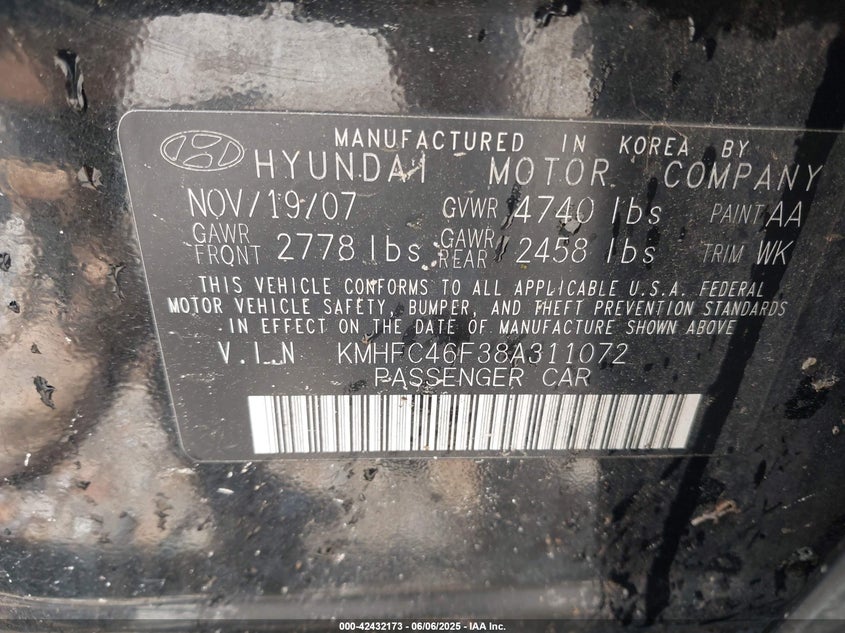 MANUFACTURED IN KOREA BY
HYUNDAI MOTOR COMPANY
NOV/19/07 GVWR 4740 lbs PAINT AA
GAWR FRONT 2778 lbs GAWR REAR 2458 lbs TRIM WK
THIS VEHICLE CONFORMS TO ALL APPLICABLE U.S.A. FEDERAL
MOTOR VEHICLE SAFETY, BUMPER, AND THEFT PREVENTION STANDARDS
IN EFFECT ON THE DATE OF MANUFACTURE SHOWN ABOVE
V.I.N KMHFC46F38A311072
PASSENGER CAR
000-42432173 - 06/06/2025 - IAA Inc.